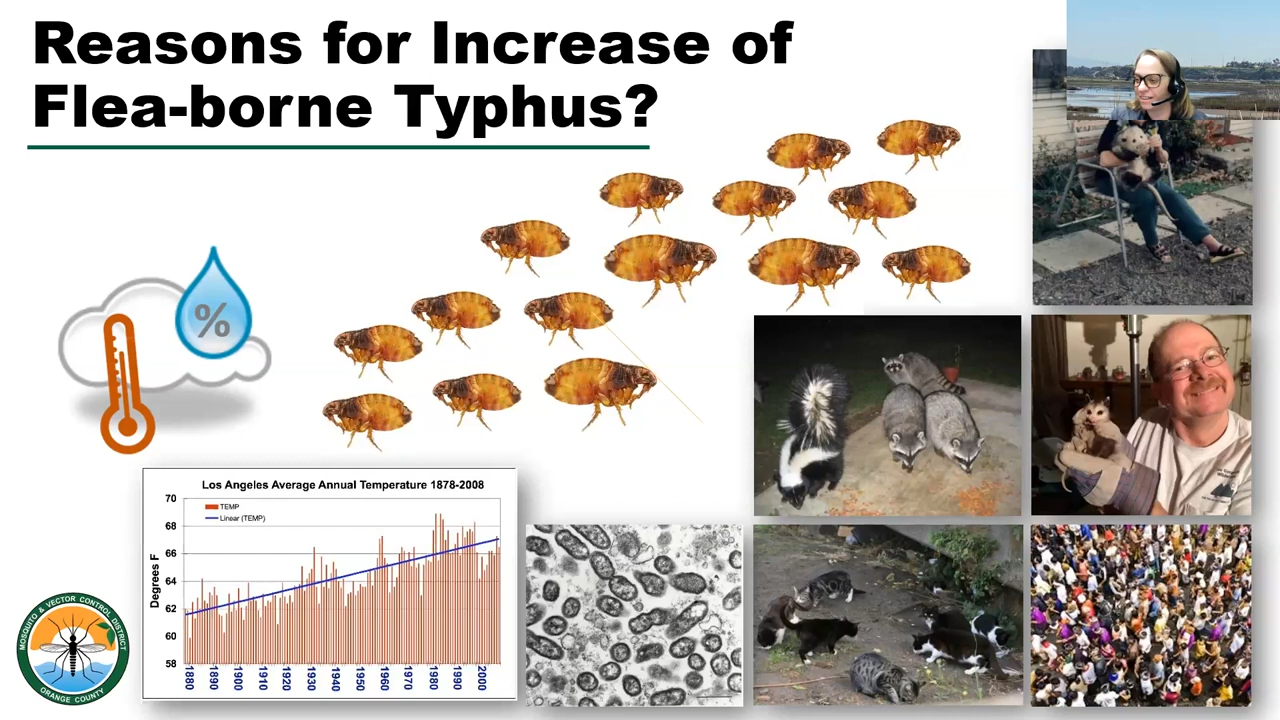 Reasons for Increase of
Flea-borne Typhus?
%
Los Angeles Average Annual Temperature 1878-2008
TEMP
Linear (TEMP)
Degrees F
70
68
66
64
62
60
58
1880
1890
1900
1910
1920
1930
1940
1950
1960
1970
1980
1990
2000
MOSQUITO & VECTOR CONTROL DISTRICT
ORANGE COUNTY